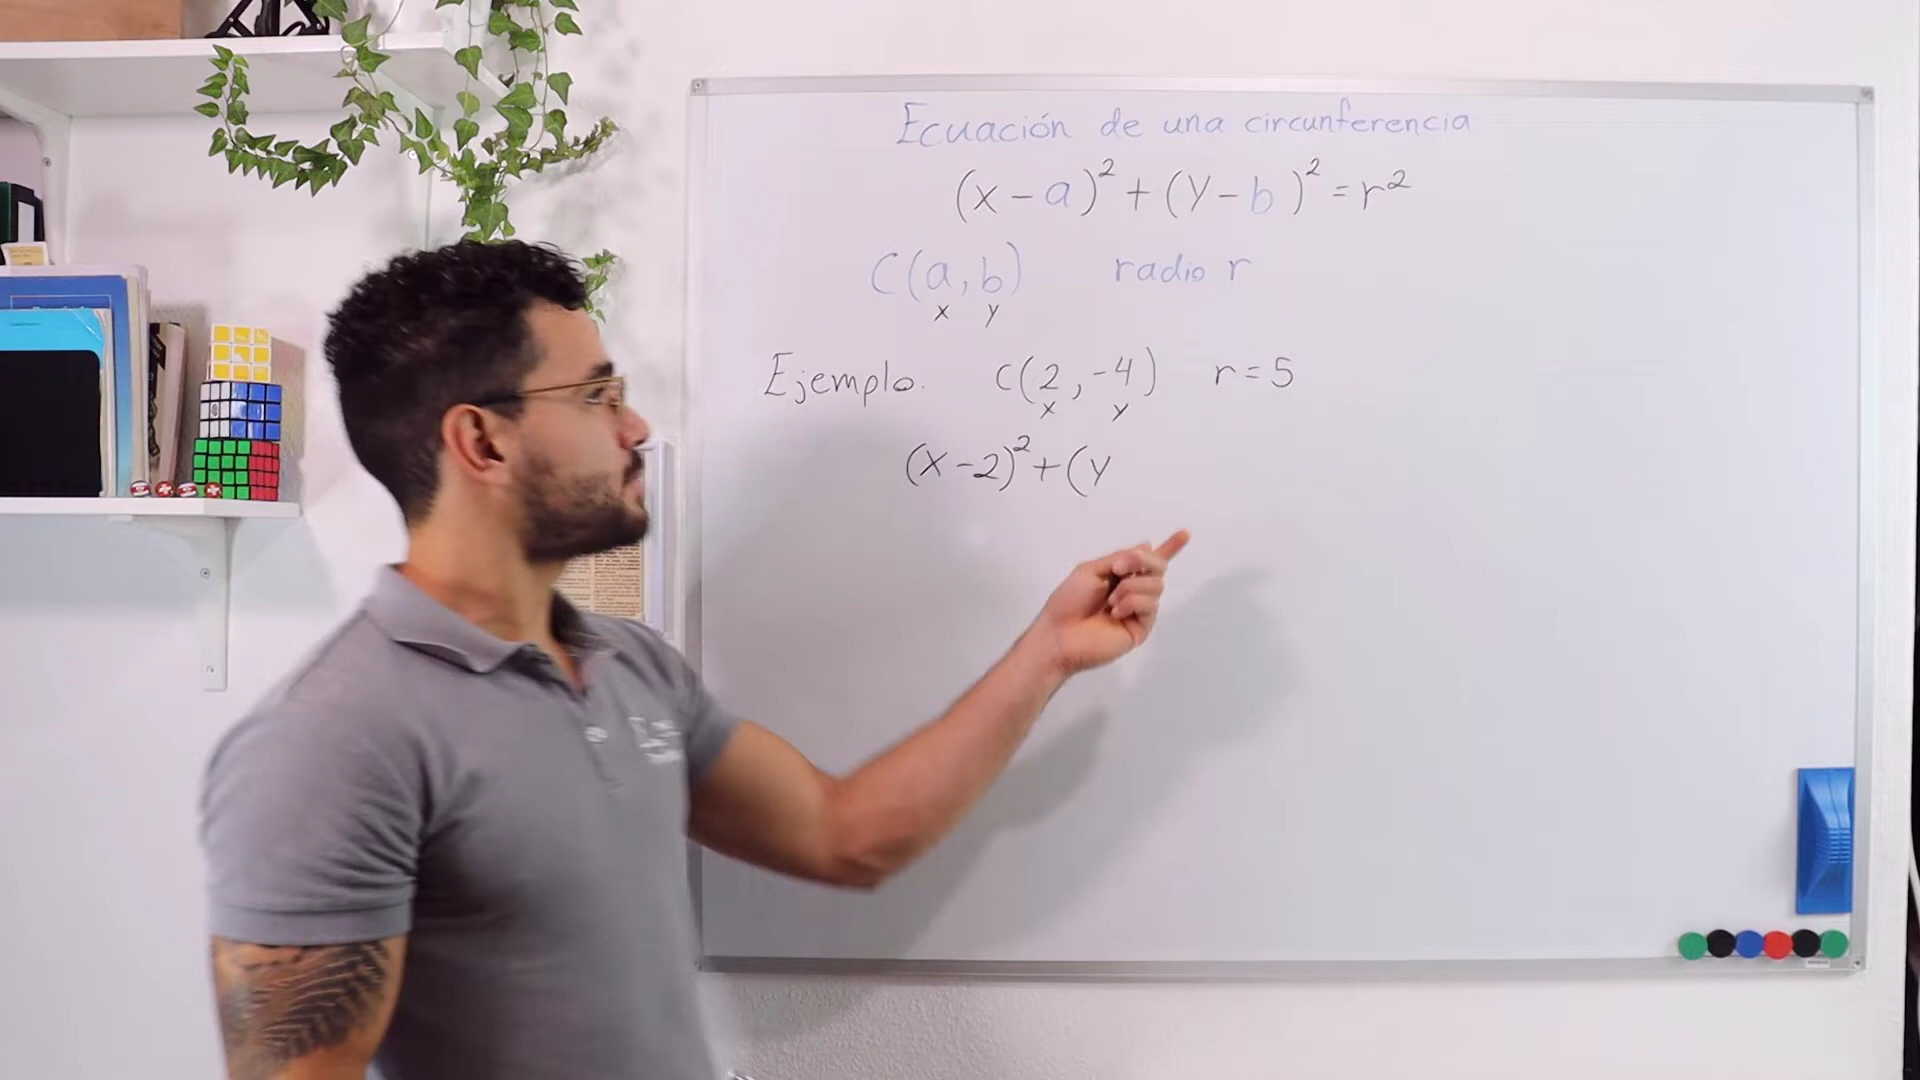 Ecuación de una circunferencia
(x-a)²+(y-b)²=r²
C(a,b) radio r
x y
Ejemplo. C(2,-4) r=5
x y
(x-2)²+(y